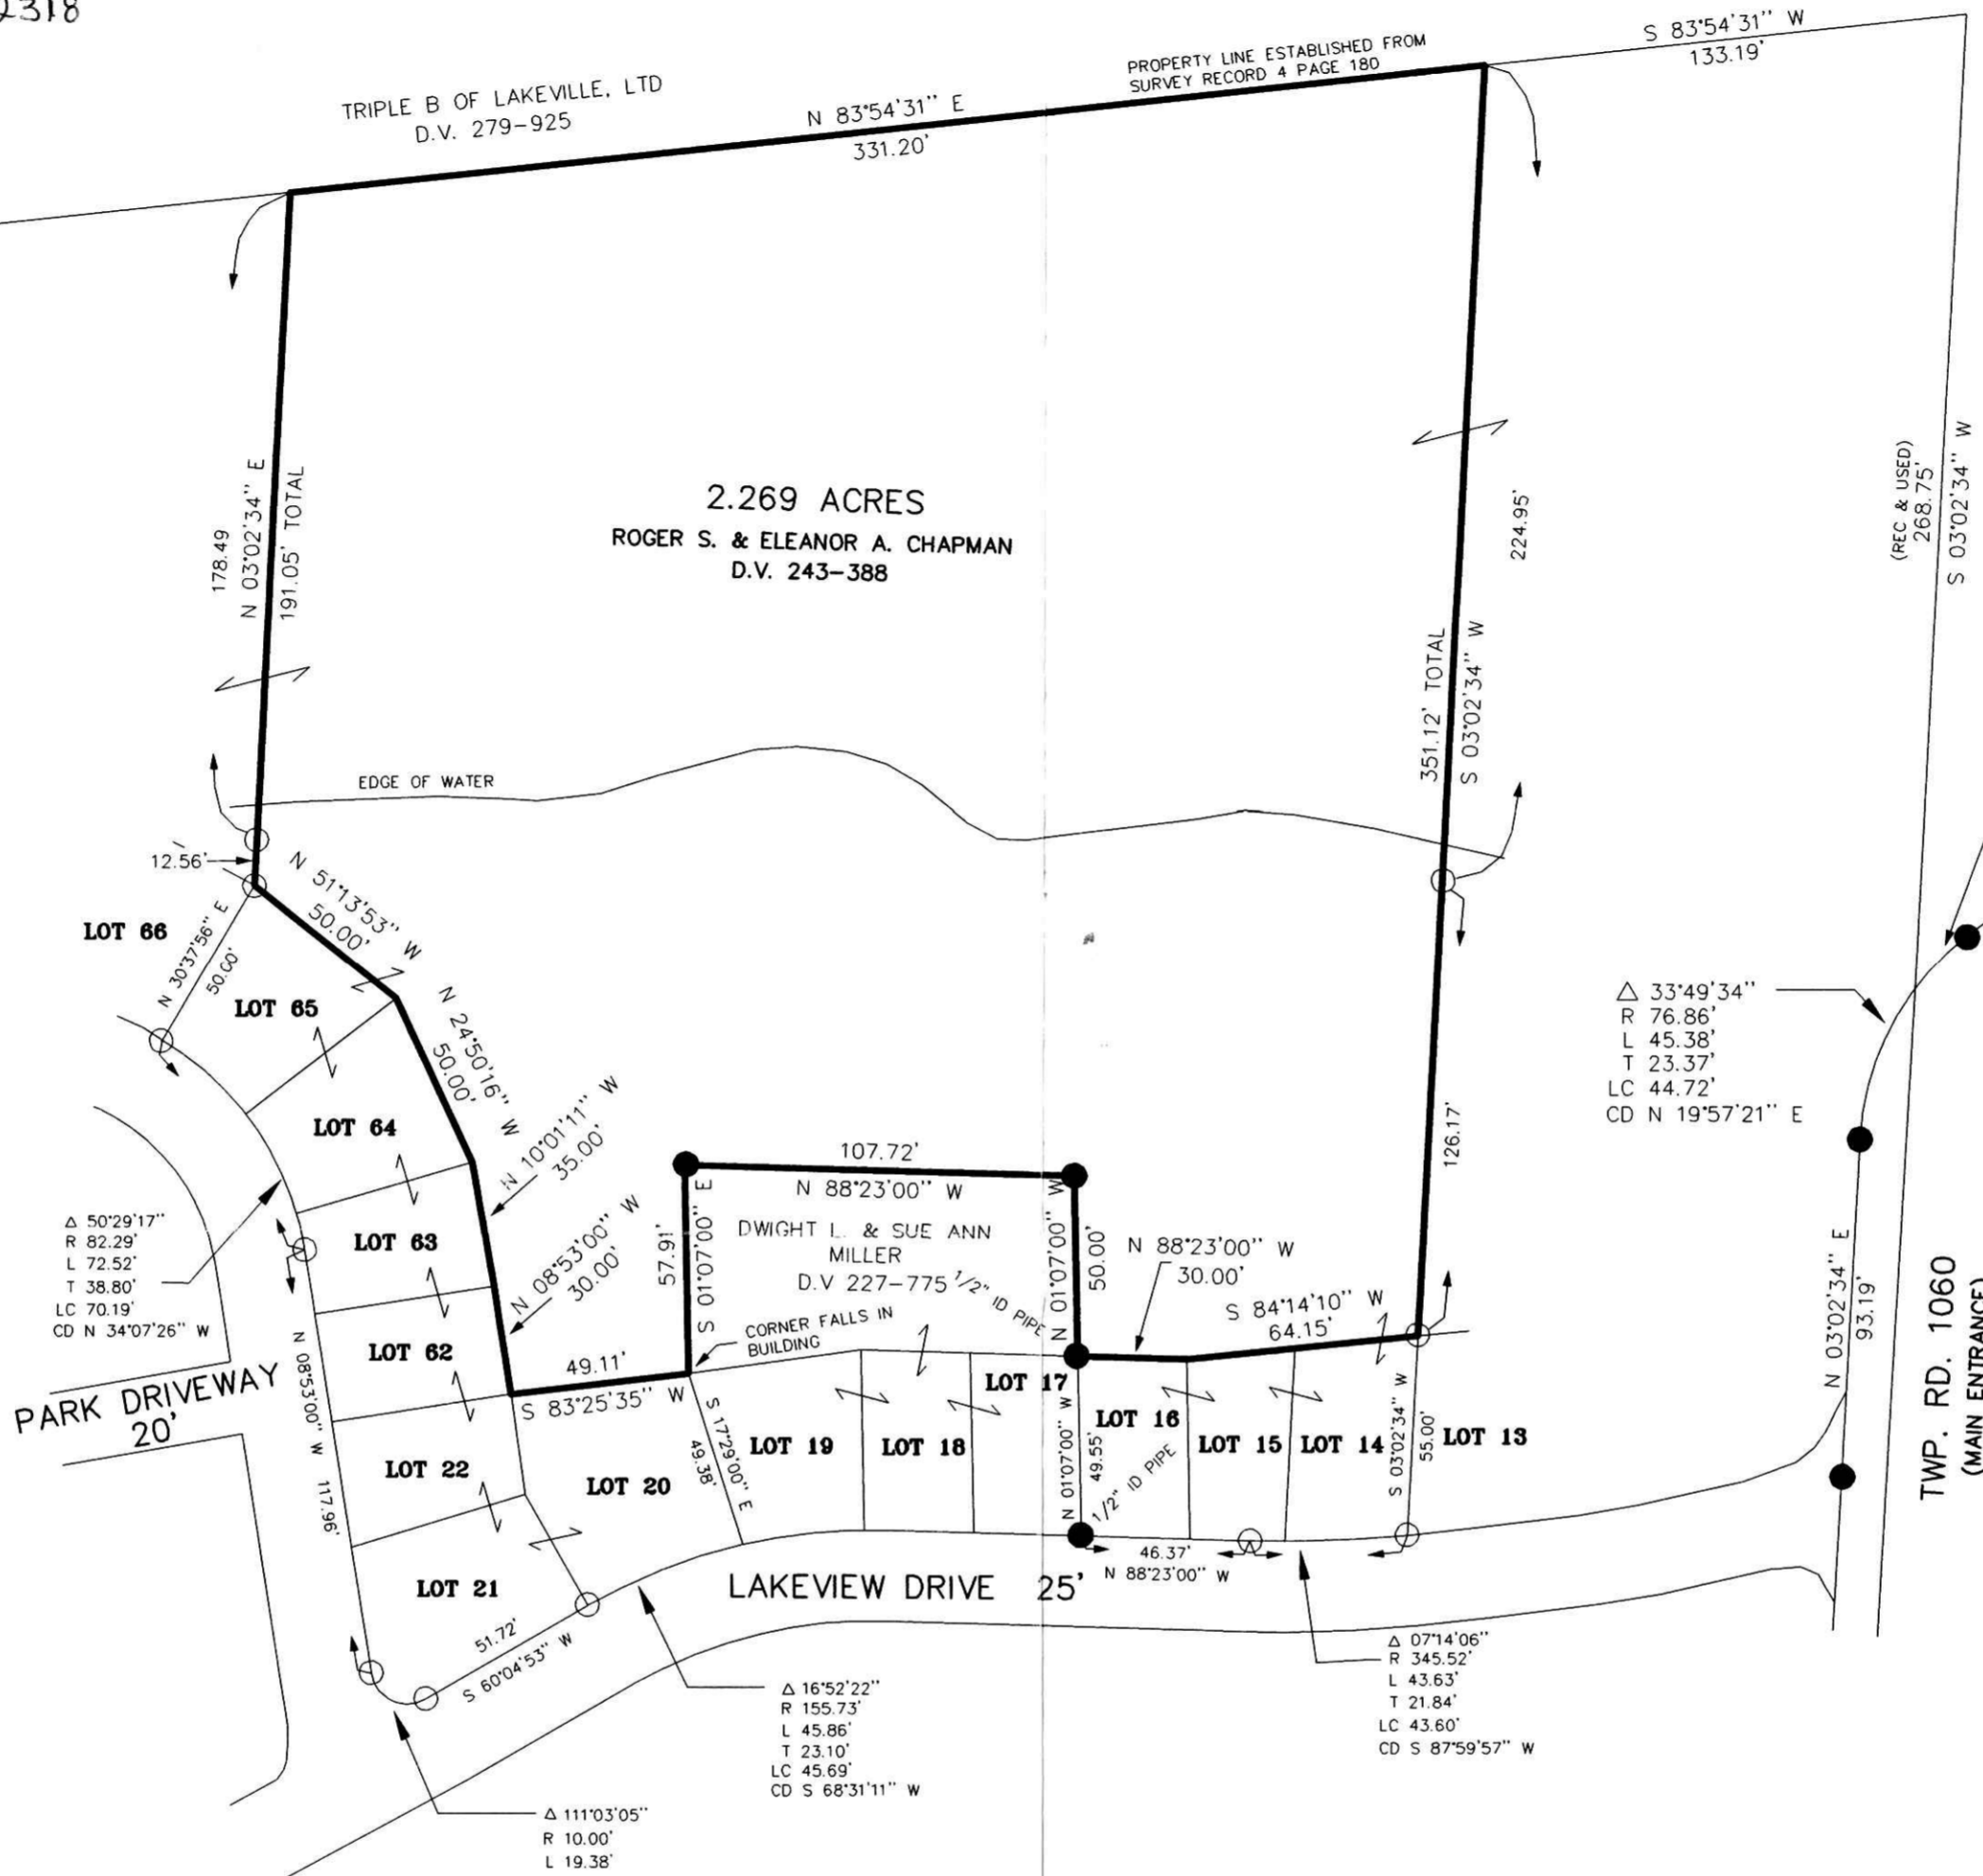 2318
TRIPLE B OF LAKEVILLE, LTD
D.V. 279-925
N 83°54'31'' E
331.20'
PROPERTY LINE ESTABLISHED FROM
SURVEY RECORD 4 PAGE 180
S 83°54'31'' W
133.19'
178.49
N 03°02'34'' E
191.05' TOTAL
2.269 ACRES
ROGER S. & ELEANOR A. CHAPMAN
D.V. 243-388
224.95'
351.12' TOTAL
S 03°02'34'' W
(REC & USED)
268.75'
S 03°02'34'' W
EDGE OF WATER
12.56'
N 51°13'53'' W
50.00'
LOT 66
N 30°37'56'' E
50.00'
LOT 65
N 24°50'16'' W
50.00'
LOT 64
N 10°01'11'' W
35.00'
N 08°53'00'' W
30.00'
LOT 63
LOT 62
Δ 50°29'17''
R 82.29'
L 72.52'
T 38.80'
LC 70.19'
CD N 34°07'26'' W
107.72'
N 88°23'00'' W
57.91'
S 01°07'00'' E
DWIGHT L. & SUE ANN
MILLER
D.V 227-775
1/2'' ID PIPE
N 01°07'00'' W
50.00'
N 88°23'00'' W
30.00'
S 84°14'10'' W
64.15'
126.17'
Δ 33°49'34''
R 76.86'
L 45.38'
T 23.37'
LC 44.72'
CD N 19°57'21'' E
N 03°02'34'' E
93.19'
TWP. RD. 1060
(MAIN ENTRANCE)
CORNER FALLS IN
BUILDING
49.11'
S 83°25'35'' W
PARK DRIVEWAY
20'
N 08°53'00'' W 117.96'
LOT 22
LOT 20
S 17°29'00'' E
49.38'
LOT 19
LOT 18
LOT 17
N 01°07'00'' W
49.55'
1/2'' ID PIPE
LOT 16
LOT 15
LOT 14
S 03°02'34'' W
55.00'
LOT 13
LOT 21
51.72'
S 60°04'53'' W
LAKEVIEW DRIVE 25'
46.37'
N 88°23'00'' W
Δ 16°52'22''
R 155.73'
L 45.86'
T 23.10'
LC 45.69'
CD S 68°31'11'' W
Δ 07°14'06''
R 345.52'
L 43.63'
T 21.84'
LC 43.60'
CD S 87°59'57'' W
Δ 111°03'05''
R 10.00'
L 19.38'